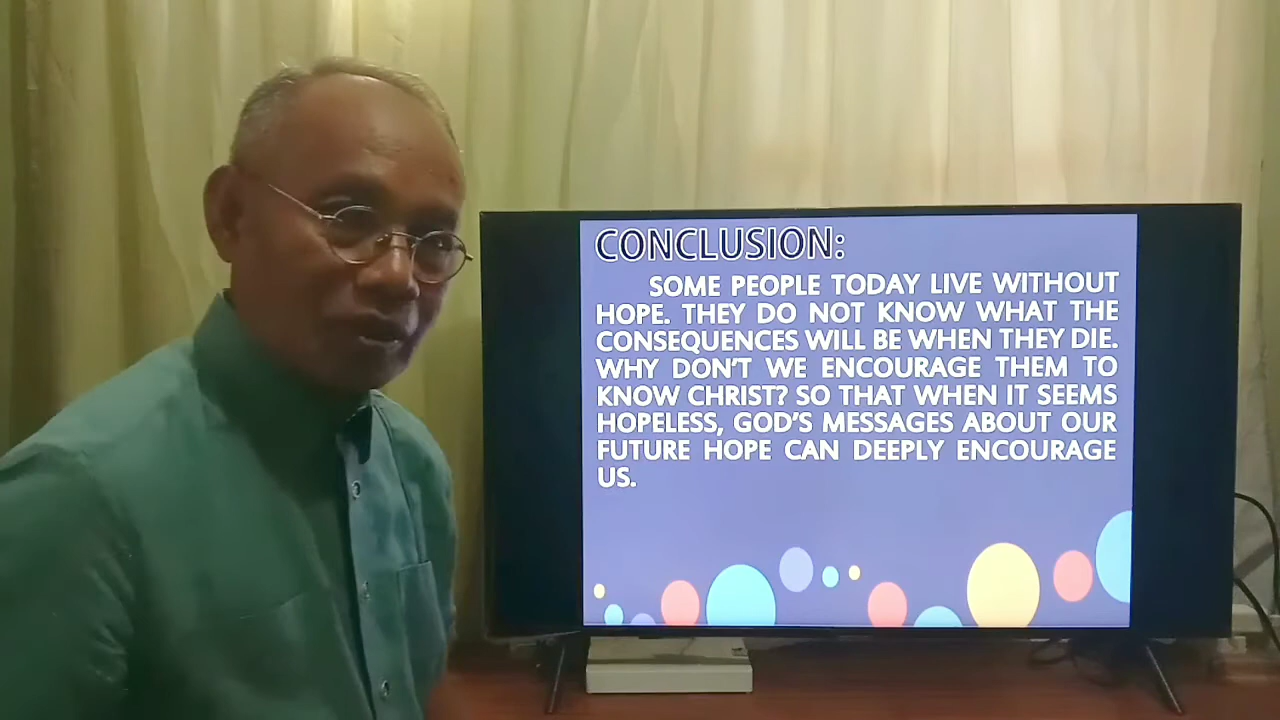 CONCLUSION:
SOME PEOPLE TODAY LIVE WITHOUT
HOPE. THEY DO NOT KNOW WHAT THE
CONSEQUENCES WILL BE WHEN THEY DIE.
WHY DON'T WE ENCOURAGE THEM TO
KNOW CHRIST? SO THAT WHEN IT SEEMS
HOPELESS, GOD'S MESSAGES ABOUT OUR
FUTURE HOPE CAN DEEPLY ENCOURAGE
US.